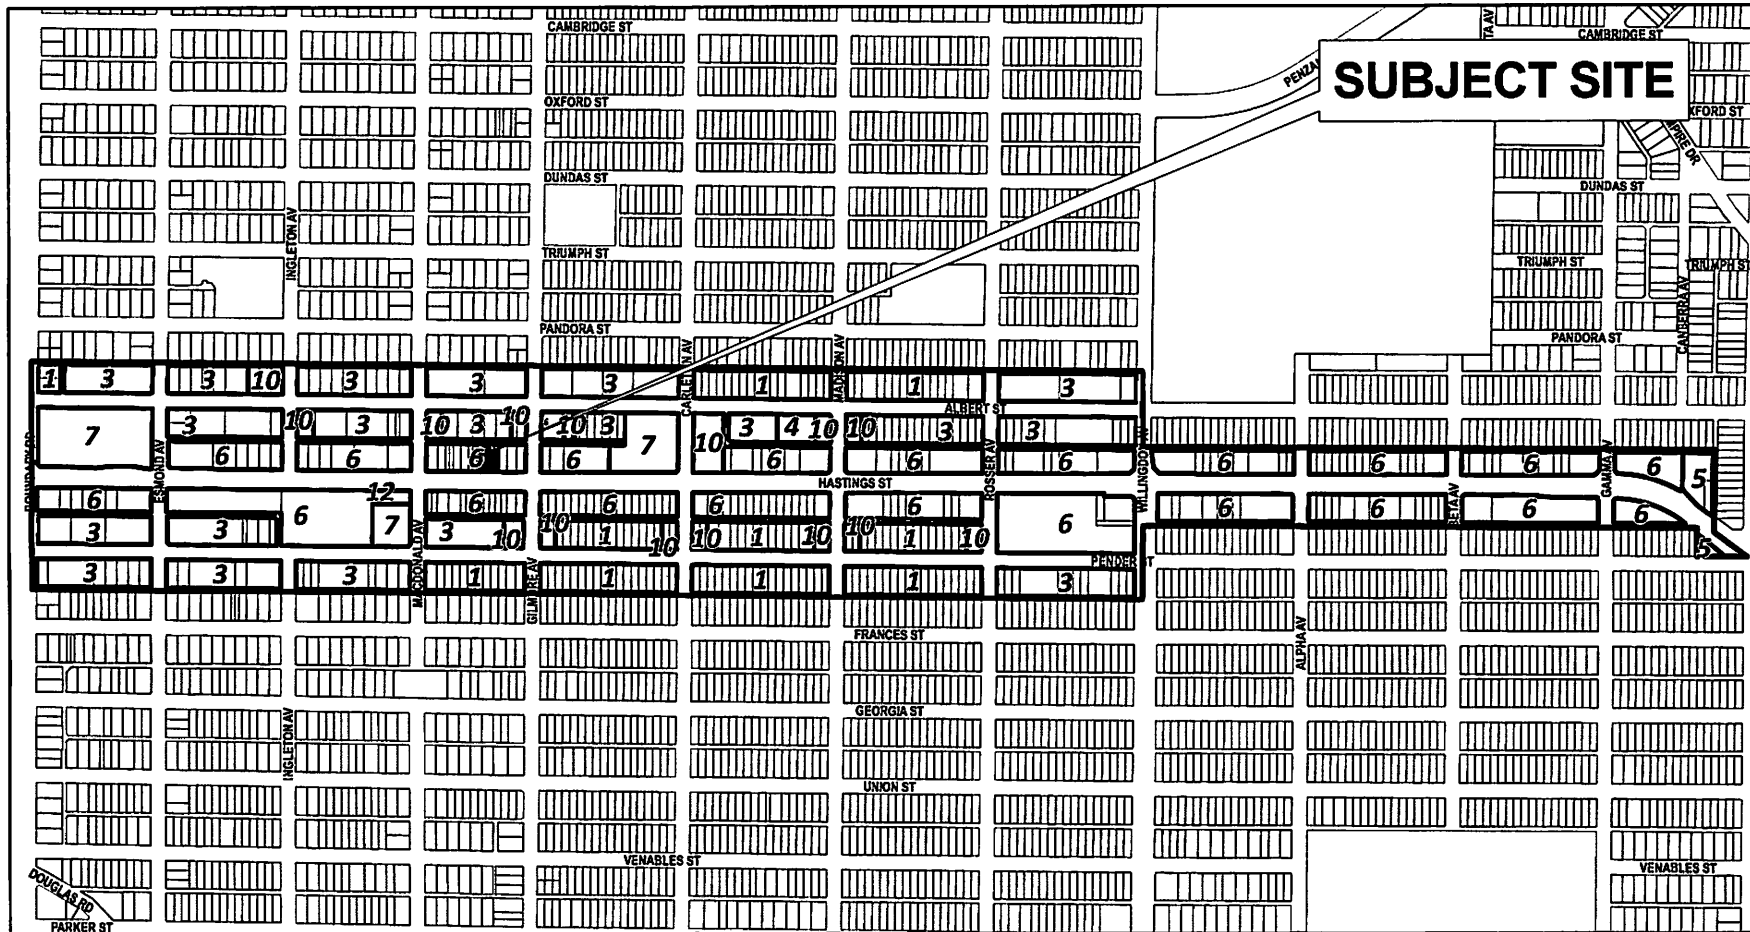 CAMBRIDGE ST
CAMBRIDGE ST
SUBJECT SITE
OXFORD ST
DUNDAS ST
DUNDAS ST
INGLETON AV
TRIUMPH ST
TRIUMPH ST
TRIUMPH ST
CANBERRA AV
PANDORA ST
PANDORA ST
CARLETON AV
MADISON AV
1 3 3 10 3 3 3 1 1 3
ALBERT ST
7 3 10 3 10 3 10 10 3 7 10 3 4 10 10 3 3
ESMOND AV
ROSSER AV
WILLINGDON AV
GAMMA AV
6 6 6 6 6 6 6 6 6 6 6 5
HASTINGS ST
BETA AV
6 6 12 7 6 6 6 6 6 6 6 6 6
3 3 3 10 10 1 10 10 1 10 10 1 10 5
MACDONALD AV
GILMORE AV
PENDER ST
3 3 3 1 1 1 1 3
FRANCES ST
ALPHA AV
GEORGIA ST
INGLETON AV
UNION ST
VENABLES ST
VENABLES ST
DOUGLAS RD
PARKER ST